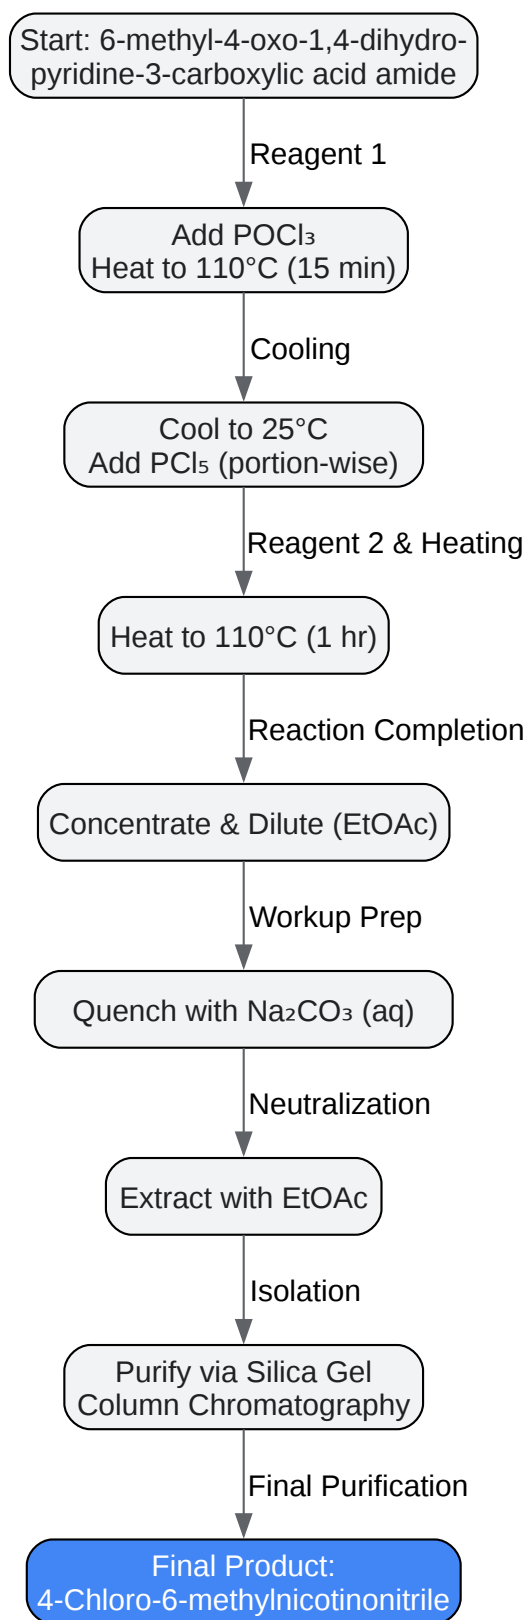 Start: 6-methyl-4-oxo-1,4-dihydro-
pyridine-3-carboxylic acid amide
Reagent 1
Add POCl₃
Heat to 110°C (15 min)
Cooling
Cool to 25°C
Add PCl₅ (portion-wise)
Reagent 2 & Heating
Heat to 110°C (1 hr)
Reaction Completion
Concentrate & Dilute (EtOAc)
Workup Prep
Quench with Na₂CO₃ (aq)
Neutralization
Extract with EtOAc
Isolation
Purify via Silica Gel
Column Chromatography
Final Purification
Final Product:
4-Chloro-6-methylnicotinonitrile